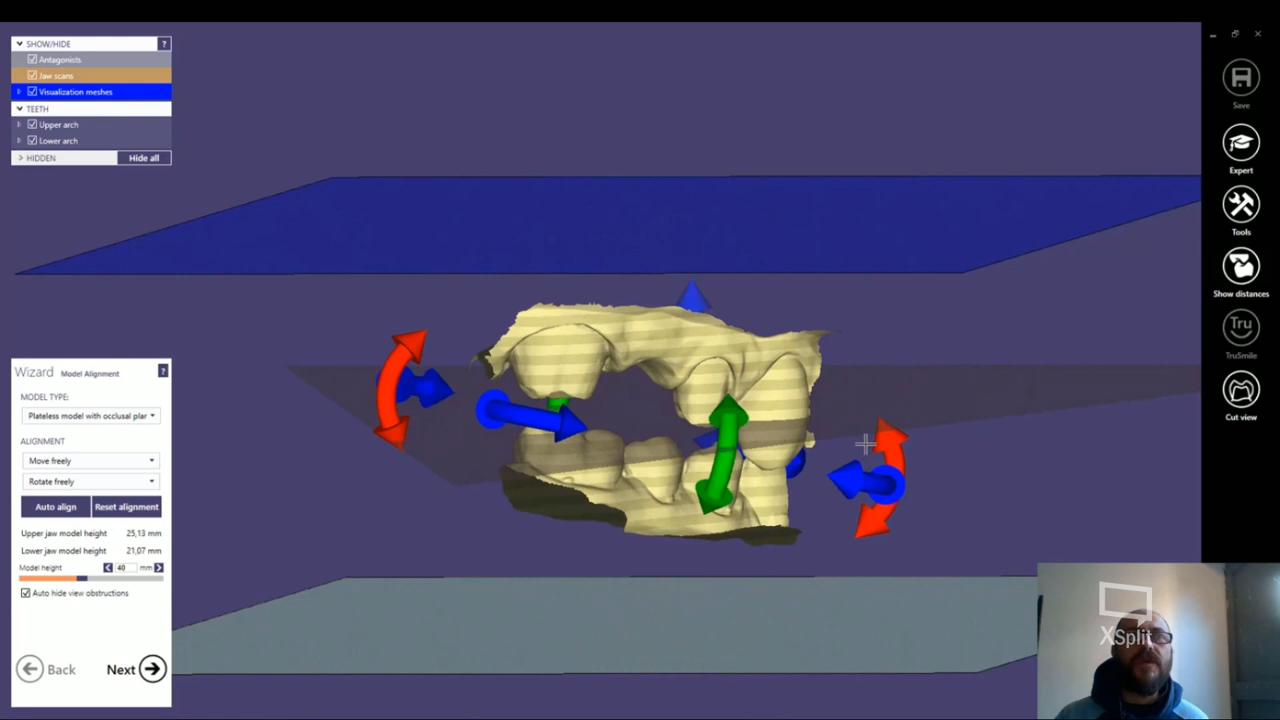 SHOW/HIDE ?
Antagonists
Jaw scans
Visualization meshes
TEETH
Upper arch
Lower arch
HIDDEN Hide all
Save
Expert
Tools
Show distances
Tru
TruSmile
Cut view
Wizard Model Alignment ?
MODEL TYPE:
Plateless model with occlusal plar
ALIGNMENT
Move freely
Rotate freely
Auto align Reset alignment
Upper jaw model height 25,13 mm
Lower jaw model height 21,07 mm
Model height 40 mm
Auto hide view obstructions
Back Next
XSplit